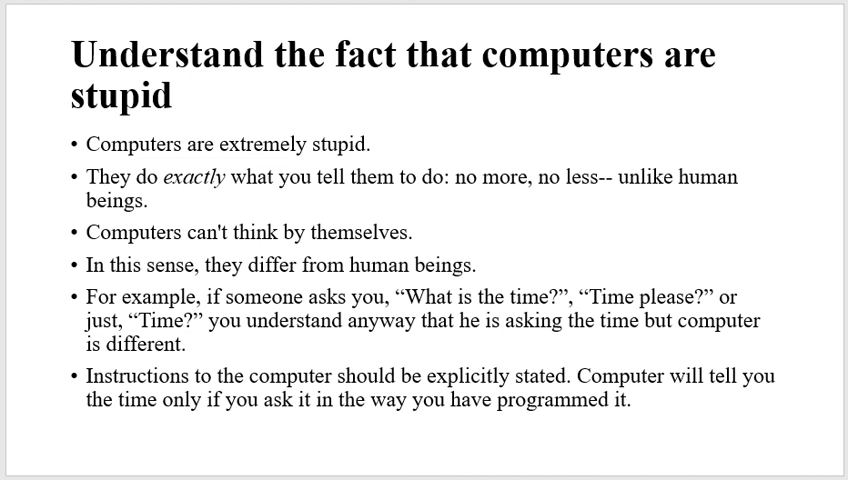 Understand the fact that computers are
stupid
• Computers are extremely stupid.
• They do exactly what you tell them to do: no more, no less-- unlike human
beings.
• Computers can't think by themselves.
• In this sense, they differ from human beings.
• For example, if someone asks you, “What is the time?”, “Time please?” or
just, “Time?” you understand anyway that he is asking the time but computer
is different.
• Instructions to the computer should be explicitly stated. Computer will tell you
the time only if you ask it in the way you have programmed it.